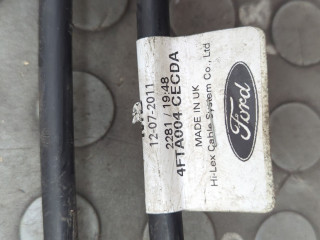 12-07-2011
2281 / 19:48
4FTA004 CECDA
MADE IN UK
Hi-Lex Cable System Co., Ltd
Ford